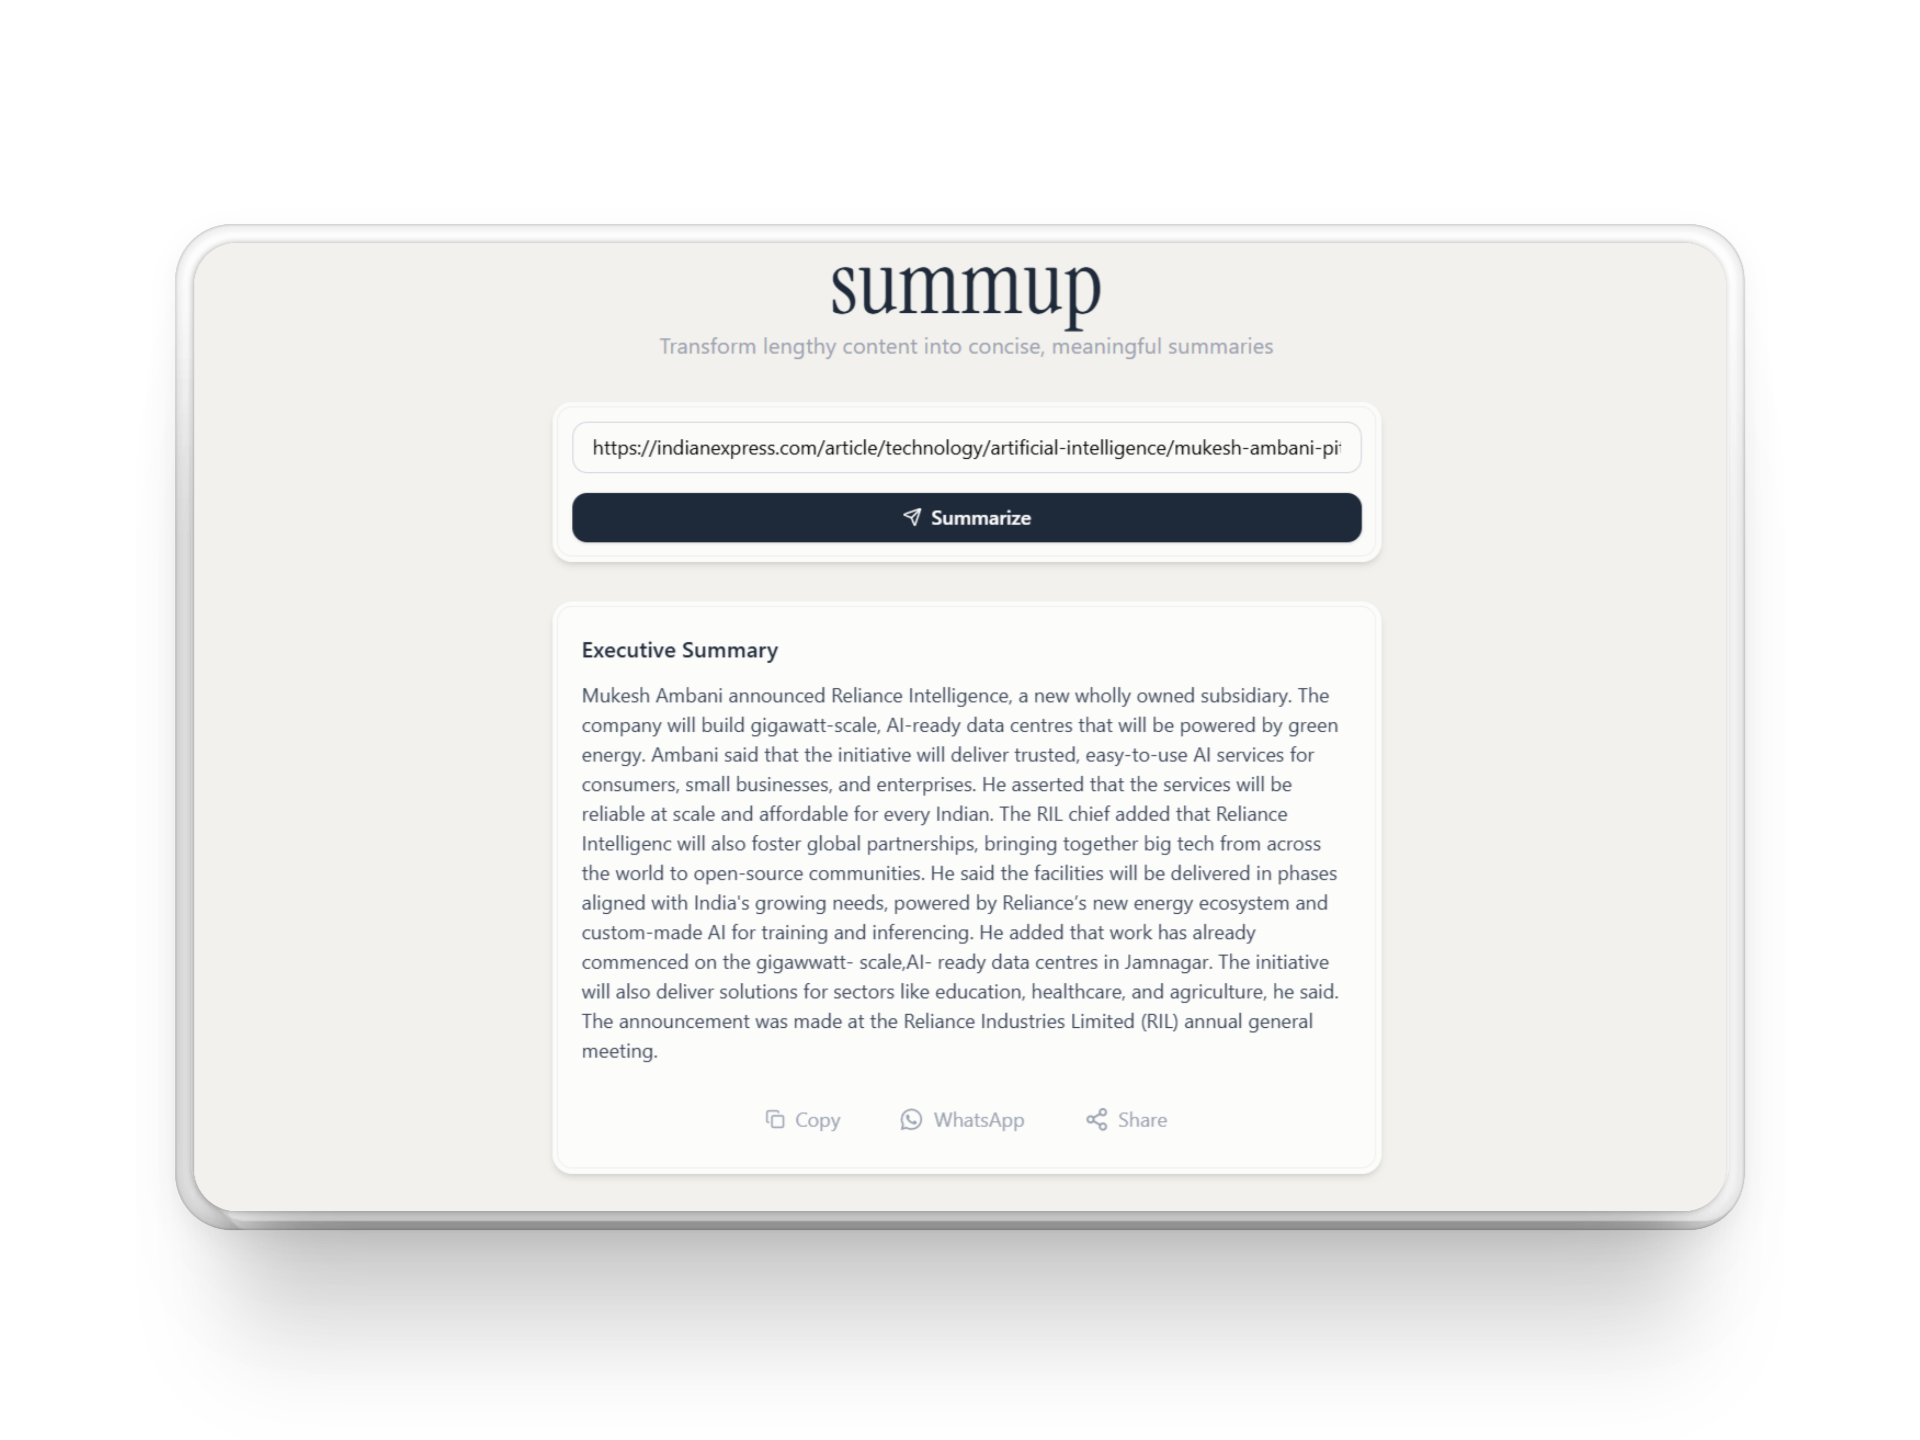 summup
Transform lengthy content into concise, meaningful summaries
https://indianexpress.com/article/technology/artificial-intelligence/mukesh-ambani-pit
Summarize
Executive Summary
Mukesh Ambani announced Reliance Intelligence, a new wholly owned subsidiary. The
company will build gigawatt-scale, AI-ready data centres that will be powered by green
energy. Ambani said that the initiative will deliver trusted, easy-to-use AI services for
consumers, small businesses, and enterprises. He asserted that the services will be
reliable at scale and affordable for every Indian. The RIL chief added that Reliance
Intelligenc will also foster global partnerships, bringing together big tech from across
the world to open-source communities. He said the facilities will be delivered in phases
aligned with India's growing needs, powered by Reliance’s new energy ecosystem and
custom-made AI for training and inferencing. He added that work has already
commenced on the gigawwatt- scale,AI- ready data centres in Jamnagar. The initiative
will also deliver solutions for sectors like education, healthcare, and agriculture, he said.
The announcement was made at the Reliance Industries Limited (RIL) annual general
meeting.
Copy WhatsApp Share